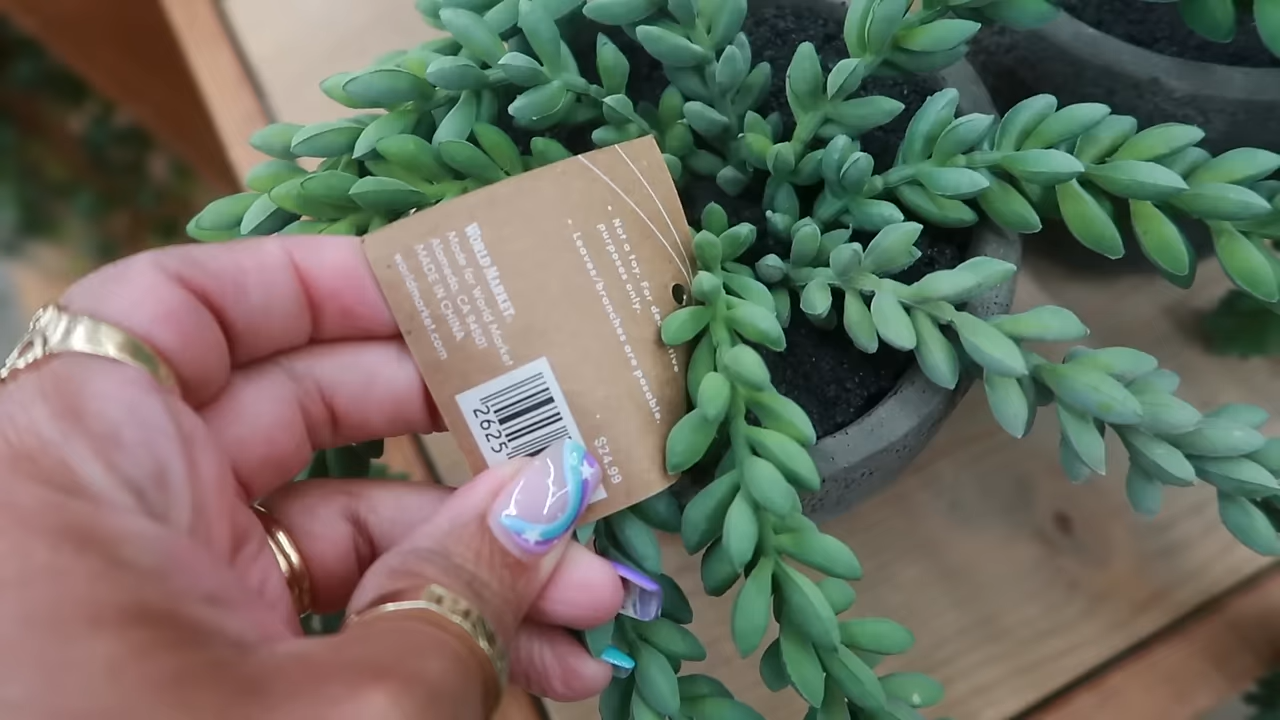 • Not a toy. For de tive
purposes only.
• Leaves/branches are posable.
WORLD MARKET.
Made for World Market
Alameda, CA 94501
MADE IN CHINA
worldmarket.com
2625
$24.99